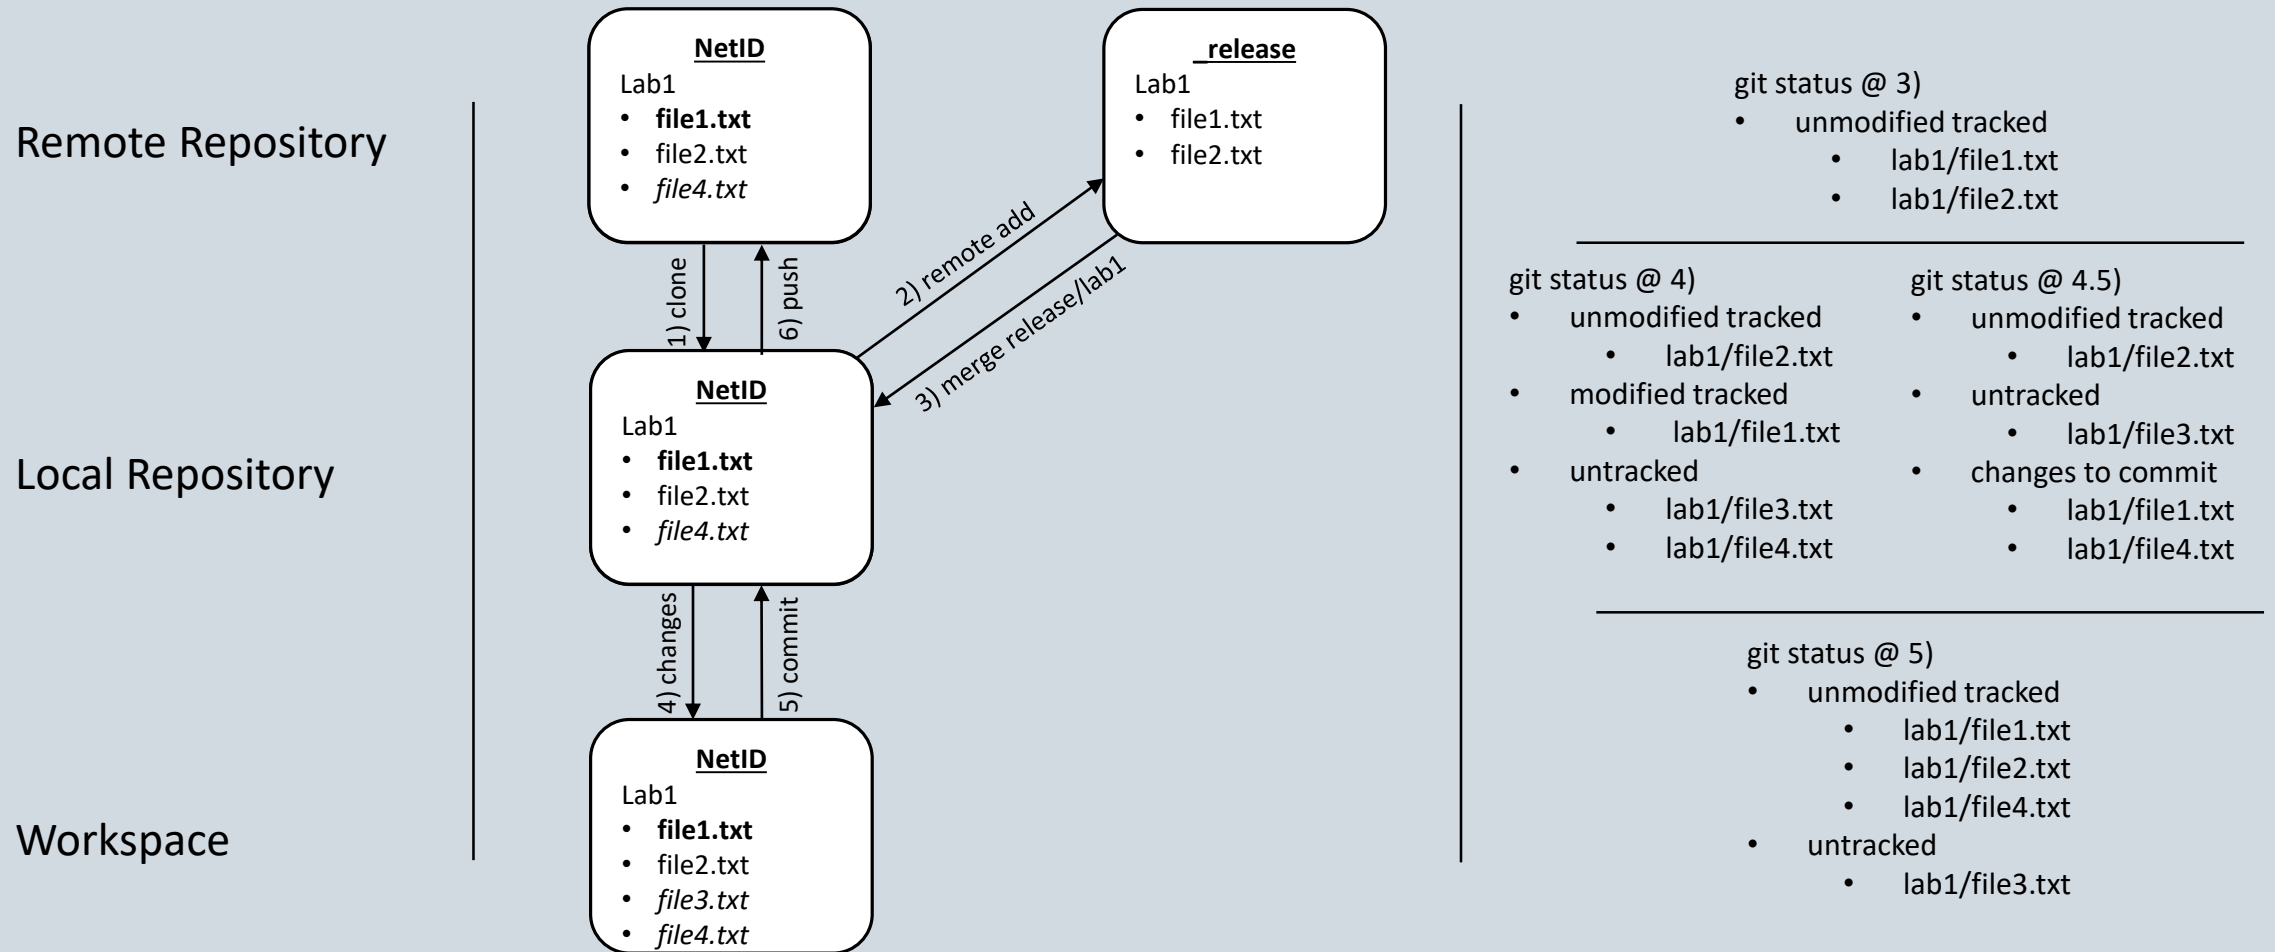 Remote Repository
Local Repository
Workspace
NetID
Lab1
• file1.txt
• file2.txt
• file4.txt
_release
Lab1
• file1.txt
• file2.txt
1) clone
6) push
2) remote add
3) merge release/lab1
NetID
Lab1
• file1.txt
• file2.txt
• file4.txt
4) changes
5) commit
NetID
Lab1
• file1.txt
• file2.txt
• file3.txt
• file4.txt
git status @ 3)
• unmodified tracked
• lab1/file1.txt
• lab1/file2.txt
git status @ 4)
• unmodified tracked
• lab1/file2.txt
• modified tracked
• lab1/file1.txt
• untracked
• lab1/file3.txt
• lab1/file4.txt
git status @ 4.5)
• unmodified tracked
• lab1/file2.txt
• untracked
• lab1/file3.txt
• changes to commit
• lab1/file1.txt
• lab1/file4.txt
git status @ 5)
• unmodified tracked
• lab1/file1.txt
• lab1/file2.txt
• lab1/file4.txt
• untracked
• lab1/file3.txt